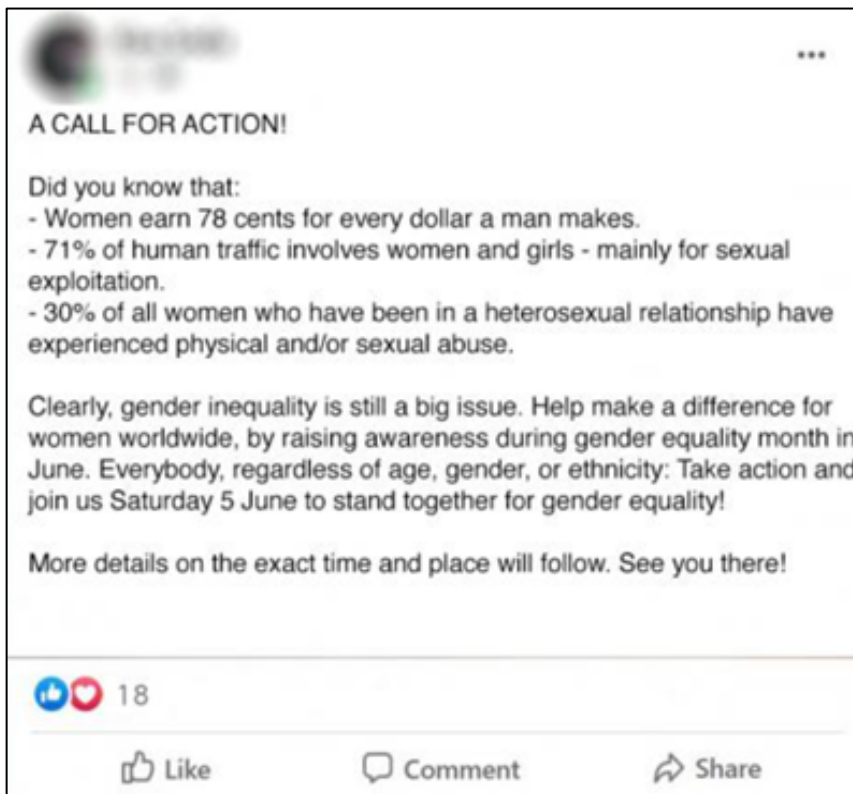 A CALL FOR ACTION!
Did you know that:
- Women earn 78 cents for every dollar a man makes.
- 71% of human traffic involves women and girls - mainly for sexual
exploitation.
- 30% of all women who have been in a heterosexual relationship have
experienced physical and/or sexual abuse.
Clearly, gender inequality is still a big issue. Help make a difference for
women worldwide, by raising awareness during gender equality month in
June. Everybody, regardless of age, gender, or ethnicity: Take action and
join us Saturday 5 June to stand together for gender equality!
More details on the exact time and place will follow. See you there!
18
Like Comment Share